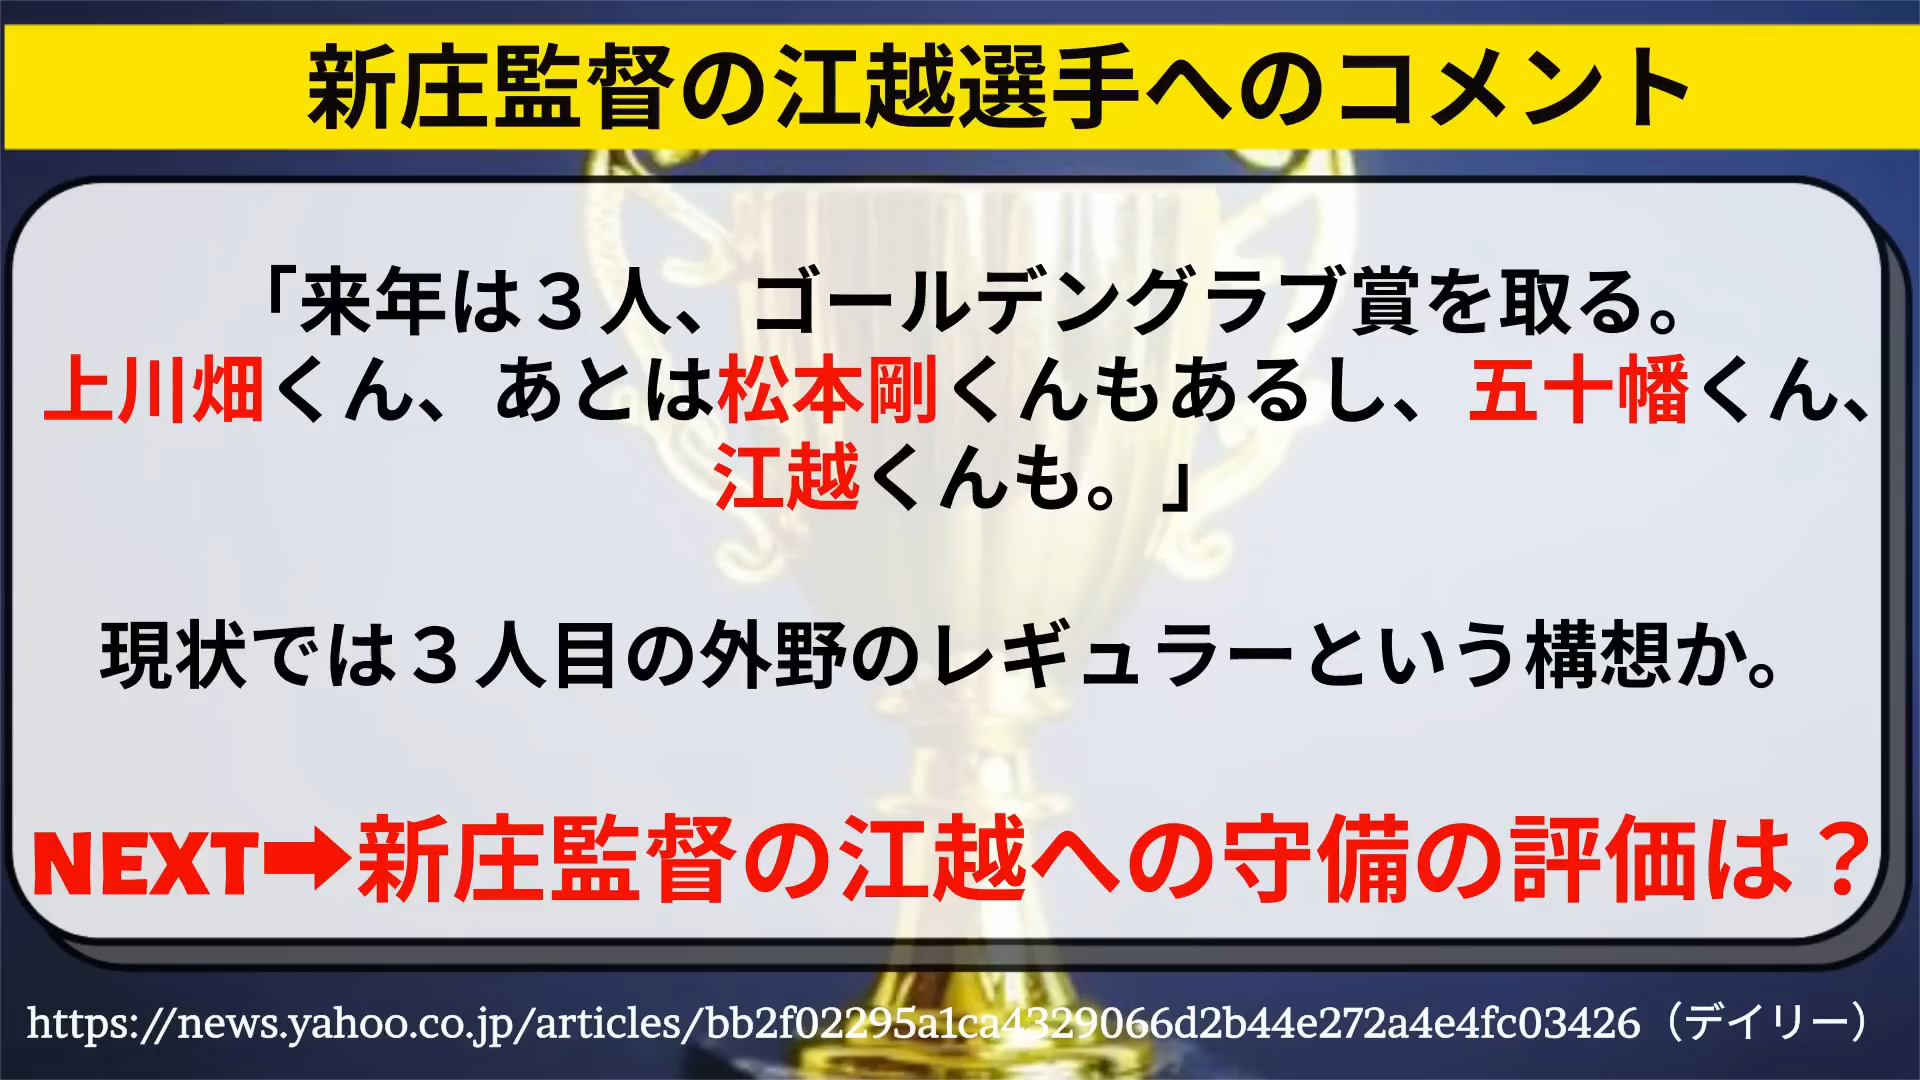 新庄監督の江越選手へのコメント
「来年は３人、ゴールデングラブ賞を取る。
上川畑くん、あとは松本剛くんもあるし、五十幡くん、
江越くんも。」
現状では３人目の外野のレギュラーという構想か。
NEXT➡新庄監督の江越への守備の評価は？
https://news.yahoo.co.jp/articles/bb2f02295a1ca4329066d2b44e272a4e4fc03426（デイリー）